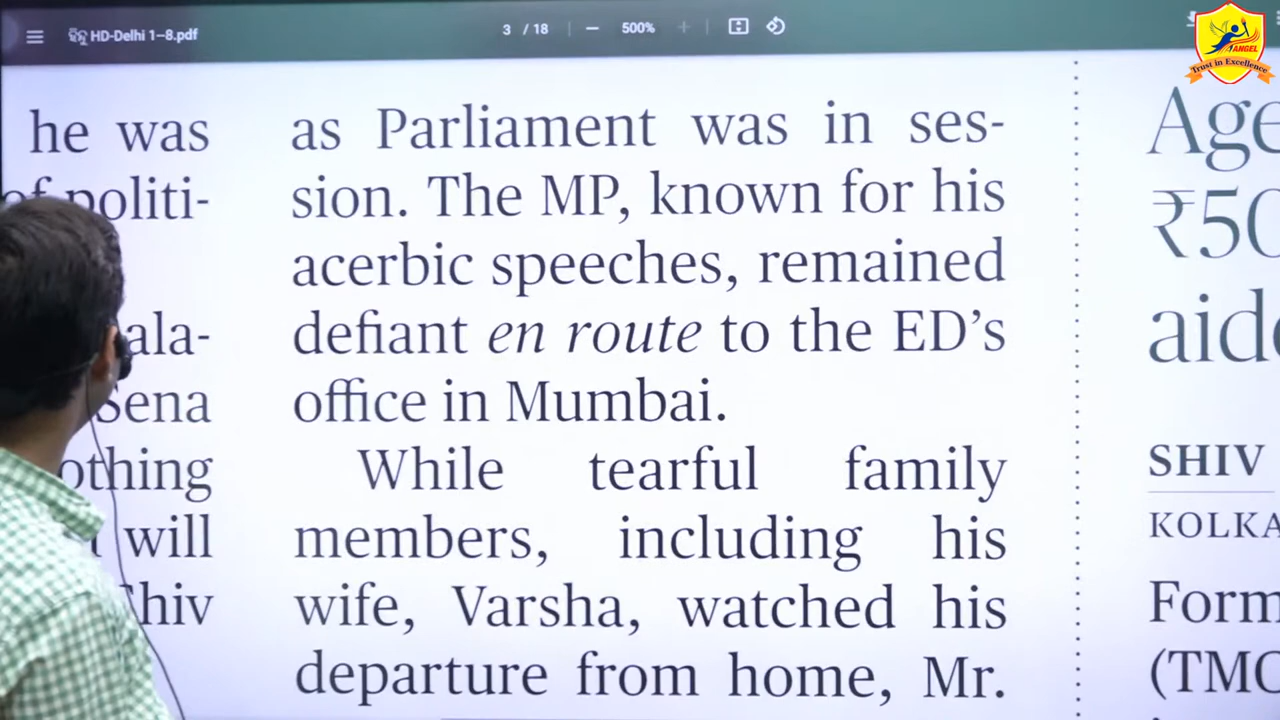 HD-Delhi 1–8.pdf
3 / 18
500%
ANGEL
Trust in Excellence
he was
of politi-
ala-
Sena
othing
will
hiv
as Parliament was in ses-
sion. The MP, known for his
acerbic speeches, remained
defiant en route to the ED’s
office in Mumbai.
While tearful family
members, including his
wife, Varsha, watched his
departure from home, Mr.
Age
₹50
aide
SHIV
KOLKA
Form
(TMC